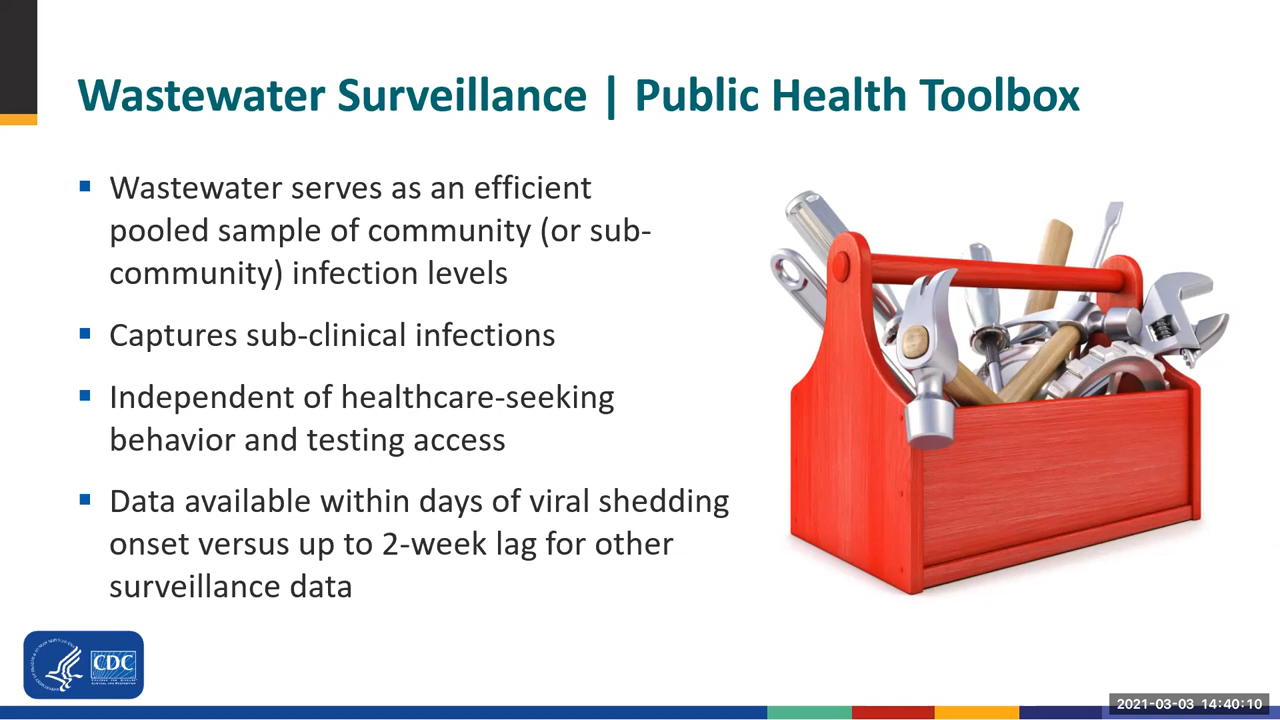 Wastewater Surveillance | Public Health Toolbox
Wastewater serves as an efficient
pooled sample of community (or sub-
community) infection levels
Captures sub-clinical infections
Independent of healthcare-seeking
behavior and testing access
Data available within days of viral shedding
onset versus up to 2-week lag for other
surveillance data
CDC
2021-03-03 14:40:10